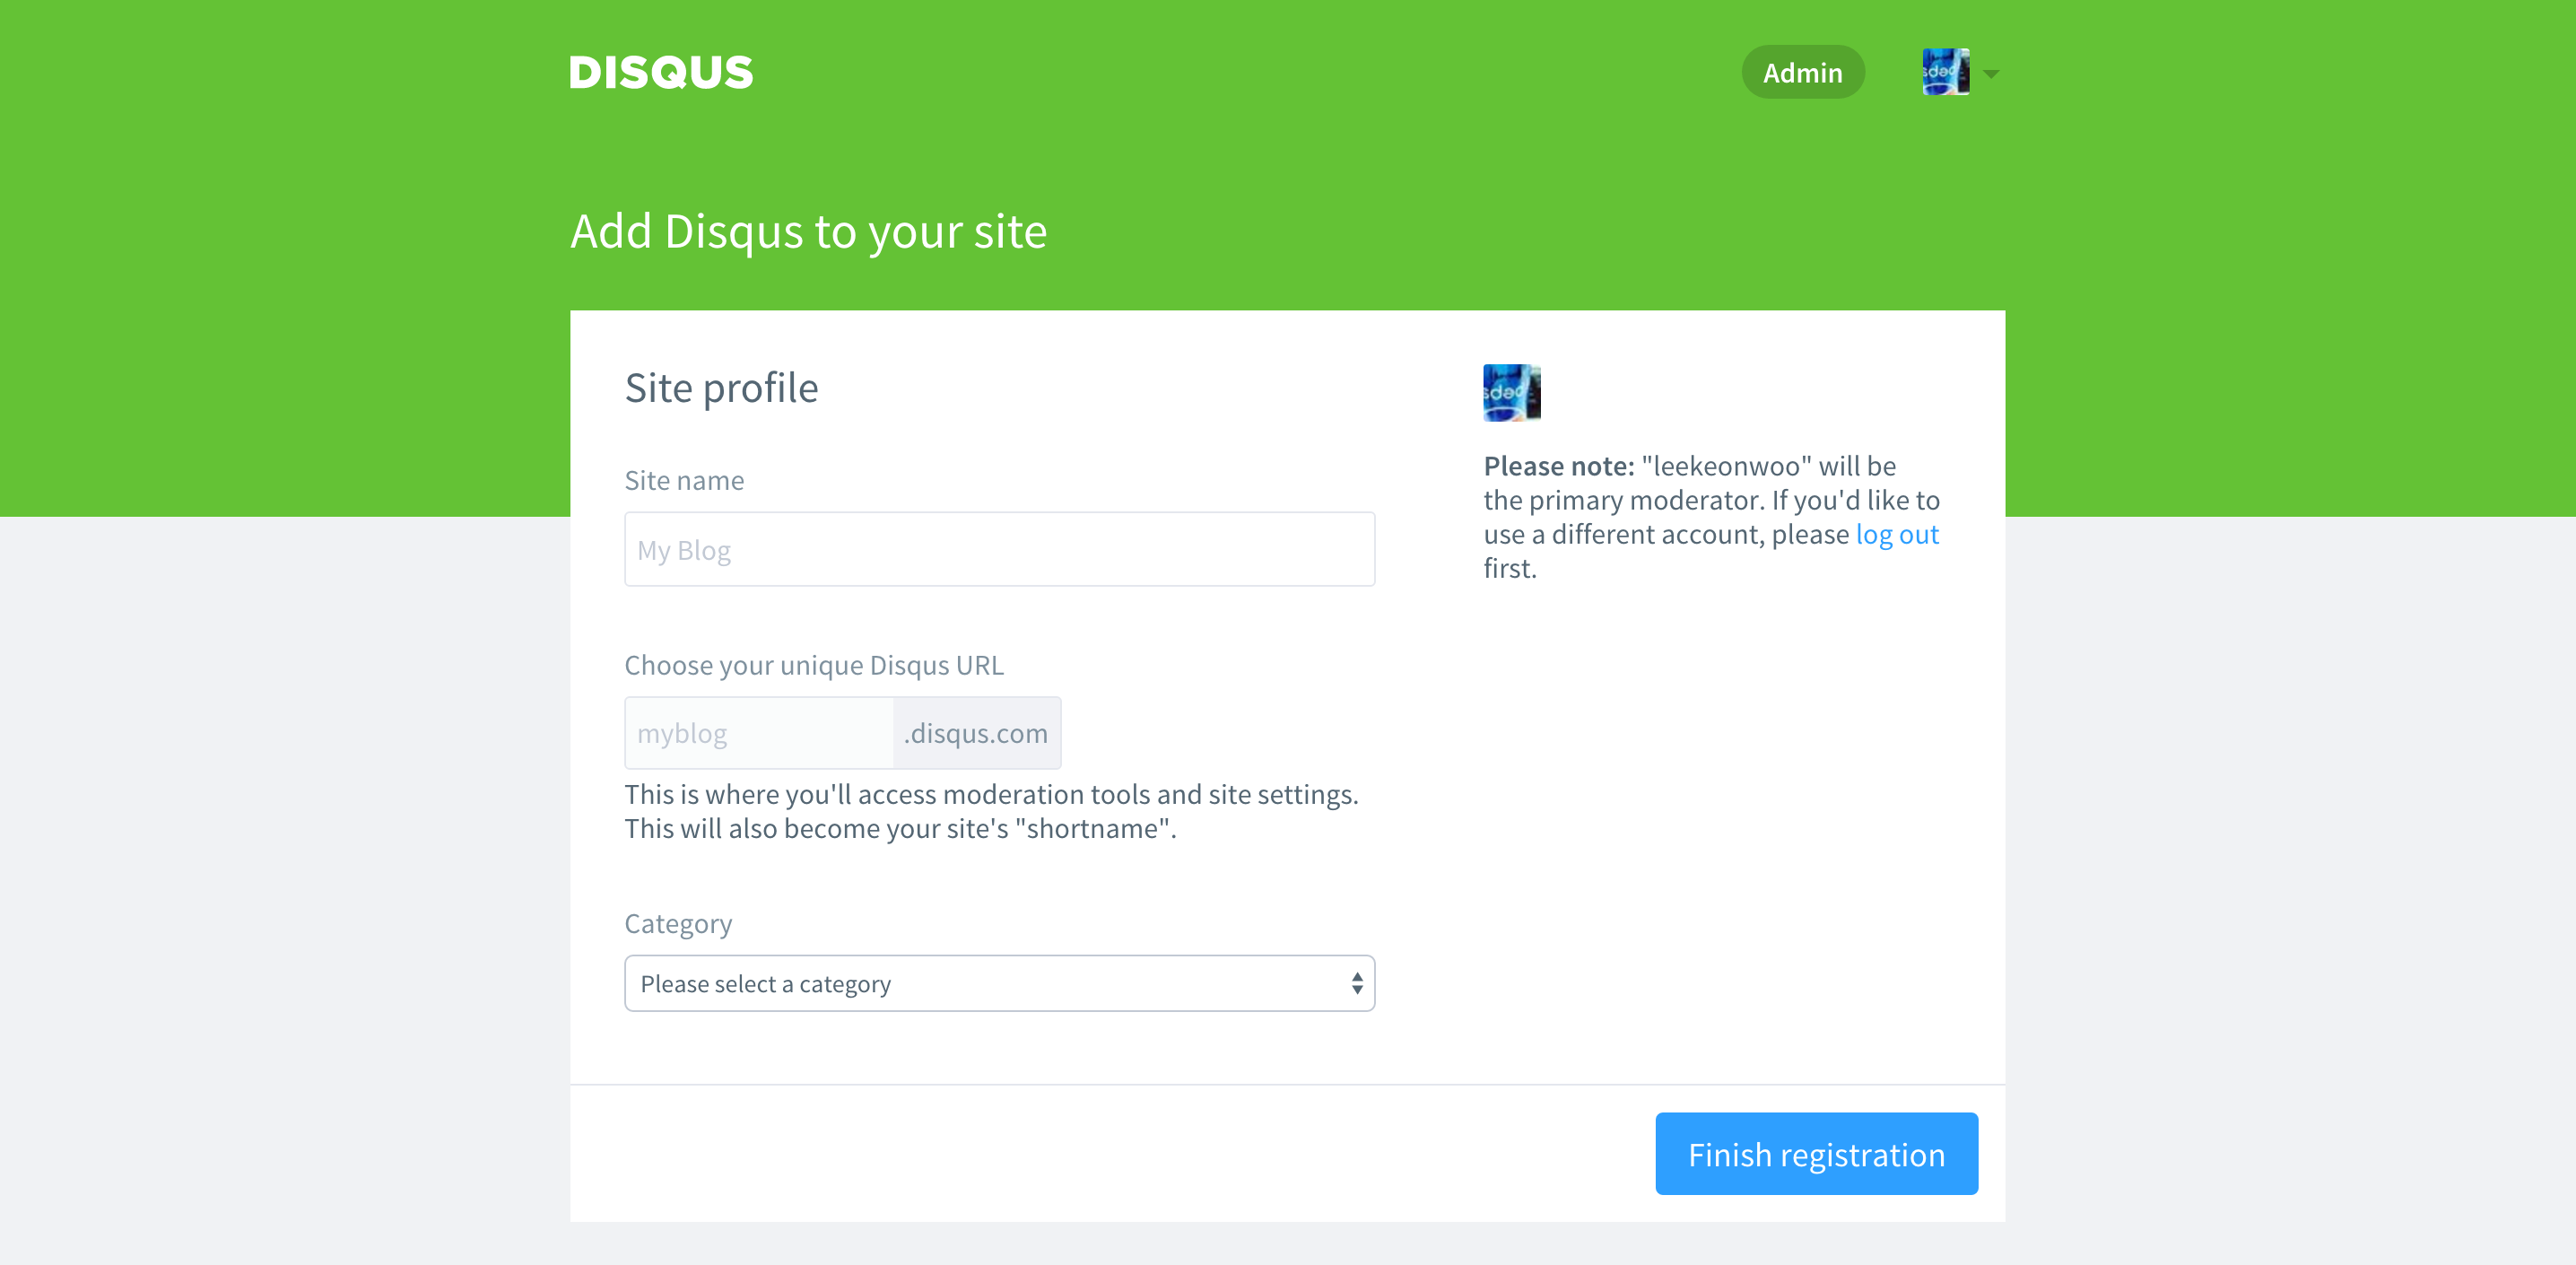 DISQUS
Admin
Add Disqus to your site
Site profile
Site name
My Blog
Choose your unique Disqus URL
myblog
.disqus.com
This is where you'll access moderation tools and site settings.
This will also become your site's "shortname".
Category
Please select a category
Please note: "leekeonwoo" will be
the primary moderator. If you'd like to
use a different account, please log out
first.
Finish registration